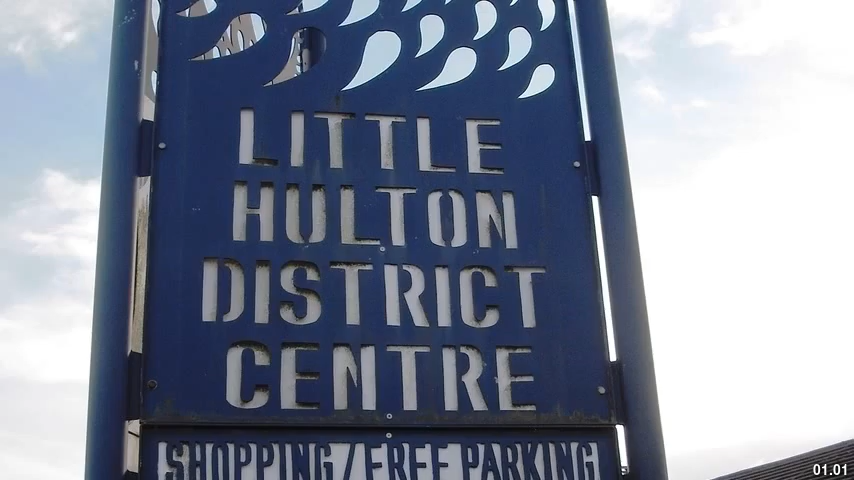 LITTLE
HULTON
DISTRICT
CENTRE
SHOPPING/FREE PARKING
01.01